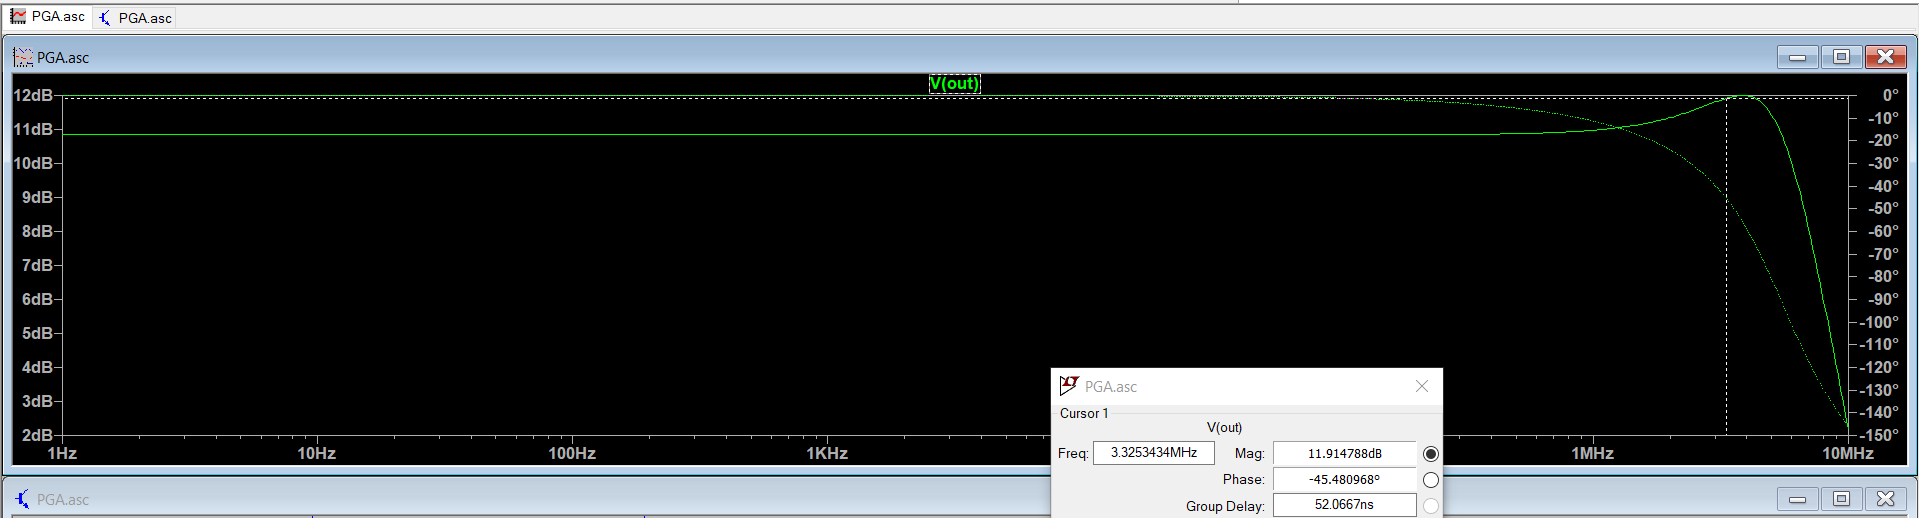 PGA.asc PGA.asc
PGA.asc
V(out)
12dB 0°
11dB -10°
10dB -20°
9dB -30°
8dB -40°
7dB -50°
6dB -60°
5dB -70°
4dB -80°
3dB -90°
2dB -100°
-110°
-120°
-130°
-140°
-150°
1Hz 10Hz 100Hz 1KHz 1MHz 10MHz
PGA.asc
Cursor 1
V(out)
Freq: 3.3253434MHz Mag: 11.914788dB
Phase: -45.480968°
Group Delay: 52.0667ns
PGA.asc